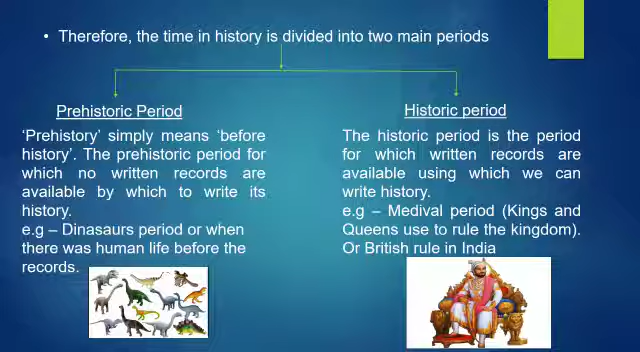 • Therefore, the time in history is divided into two main periods
Prehistoric Period
'Prehistory' simply means 'before
history'. The prehistoric period for
which no written records are
available by which to write its
history.
e.g – Dinasaurs period or when
there was human life before the
records.
Historic period
The historic period is the period
for which written records are
available using which we can
write history.
e.g – Medival period (Kings and
Queens use to rule the kingdom).
Or British rule in India